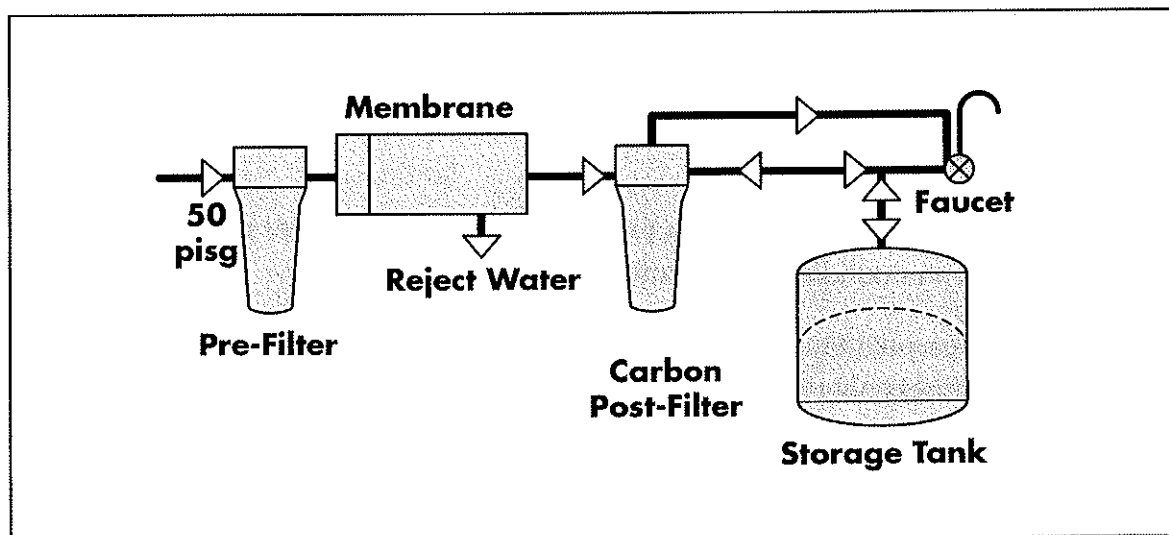 Membrane
50
pisg
Faucet
Reject Water
Pre-Filter
Carbon
Post-Filter
Storage Tank